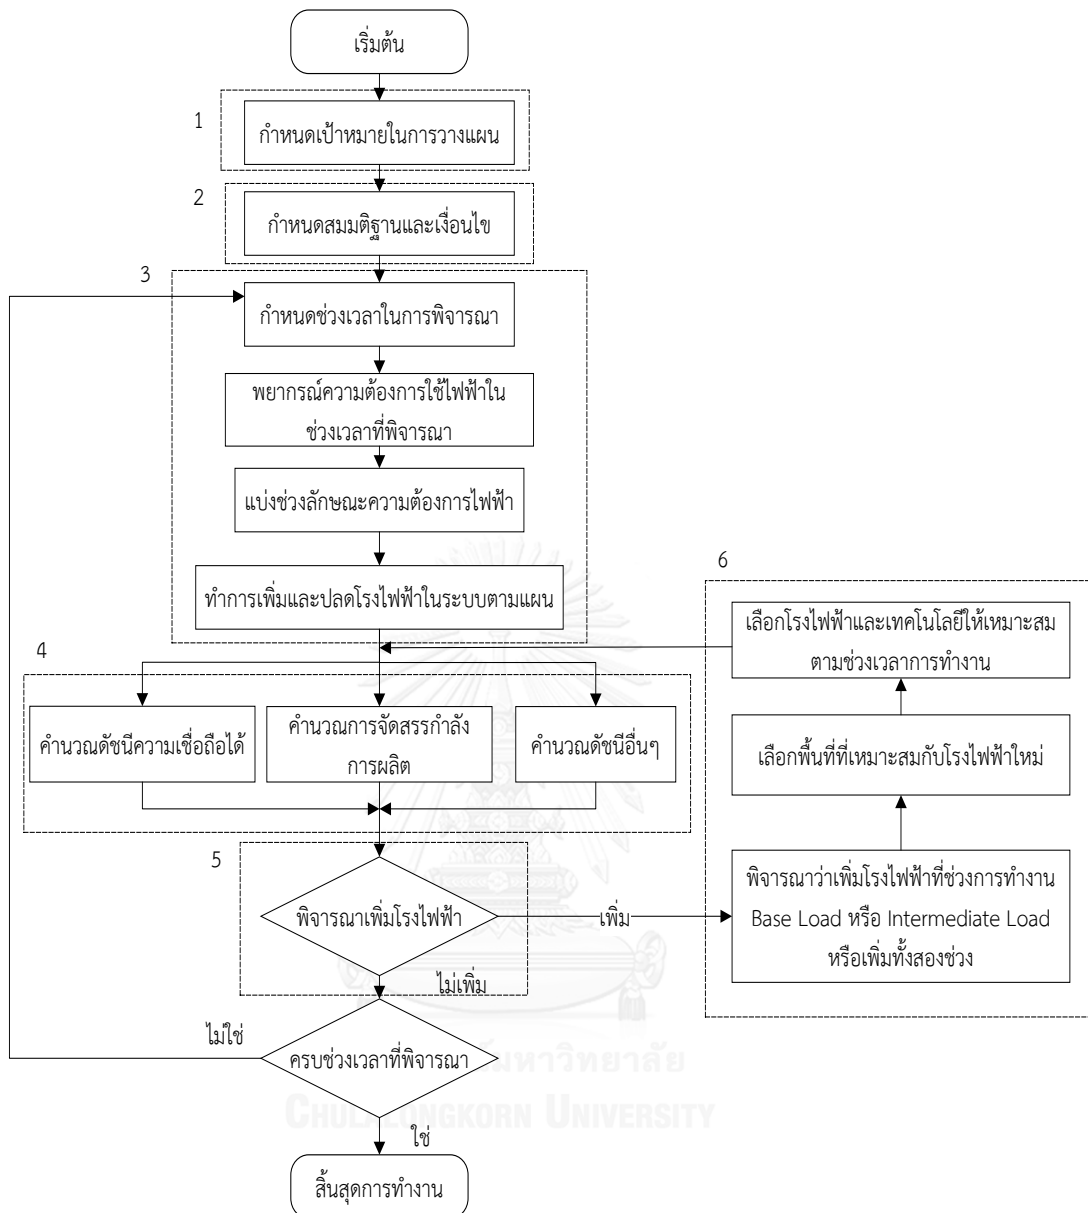 เริ่มต้น
1
กำหนดเป้าหมายในการวางแผน
2
กำหนดสมมติฐานและเงื่อนไข
3
กำหนดช่วงเวลาในการพิจารณา
พยากรณ์ความต้องการใช้ไฟฟ้าใน
ช่วงเวลาที่พิจารณา
แบ่งช่วงลักษณะความต้องการไฟฟ้า
ทำการเพิ่มและปลดโรงไฟฟ้าในระบบตามแผน
4
คำนวณดัชนีความเชื่อถือได้
คำนวณการจัดสรรกำลัง
การผลิต
คำนวณดัชนีอื่นๆ
5
พิจารณาเพิ่มโรงไฟฟ้า
เพิ่ม
ไม่เพิ่ม
6
เลือกโรงไฟฟ้าและเทคโนโลยีให้เหมาะสม
ตามช่วงเวลาการทำงาน
เลือกพื้นที่ที่เหมาะสมกับโรงไฟฟ้าใหม่
พิจารณาว่าเพิ่มโรงไฟฟ้าที่ช่วงการทำงาน
Base Load หรือ Intermediate Load
หรือเพิ่มทั้งสองช่วง
ไม่ใช่
ครบช่วงเวลาที่พิจารณา
มหาวิทยาลัย
CHULALONGKORN UNIVERSITY
ใช่
สิ้นสุดการทำงาน